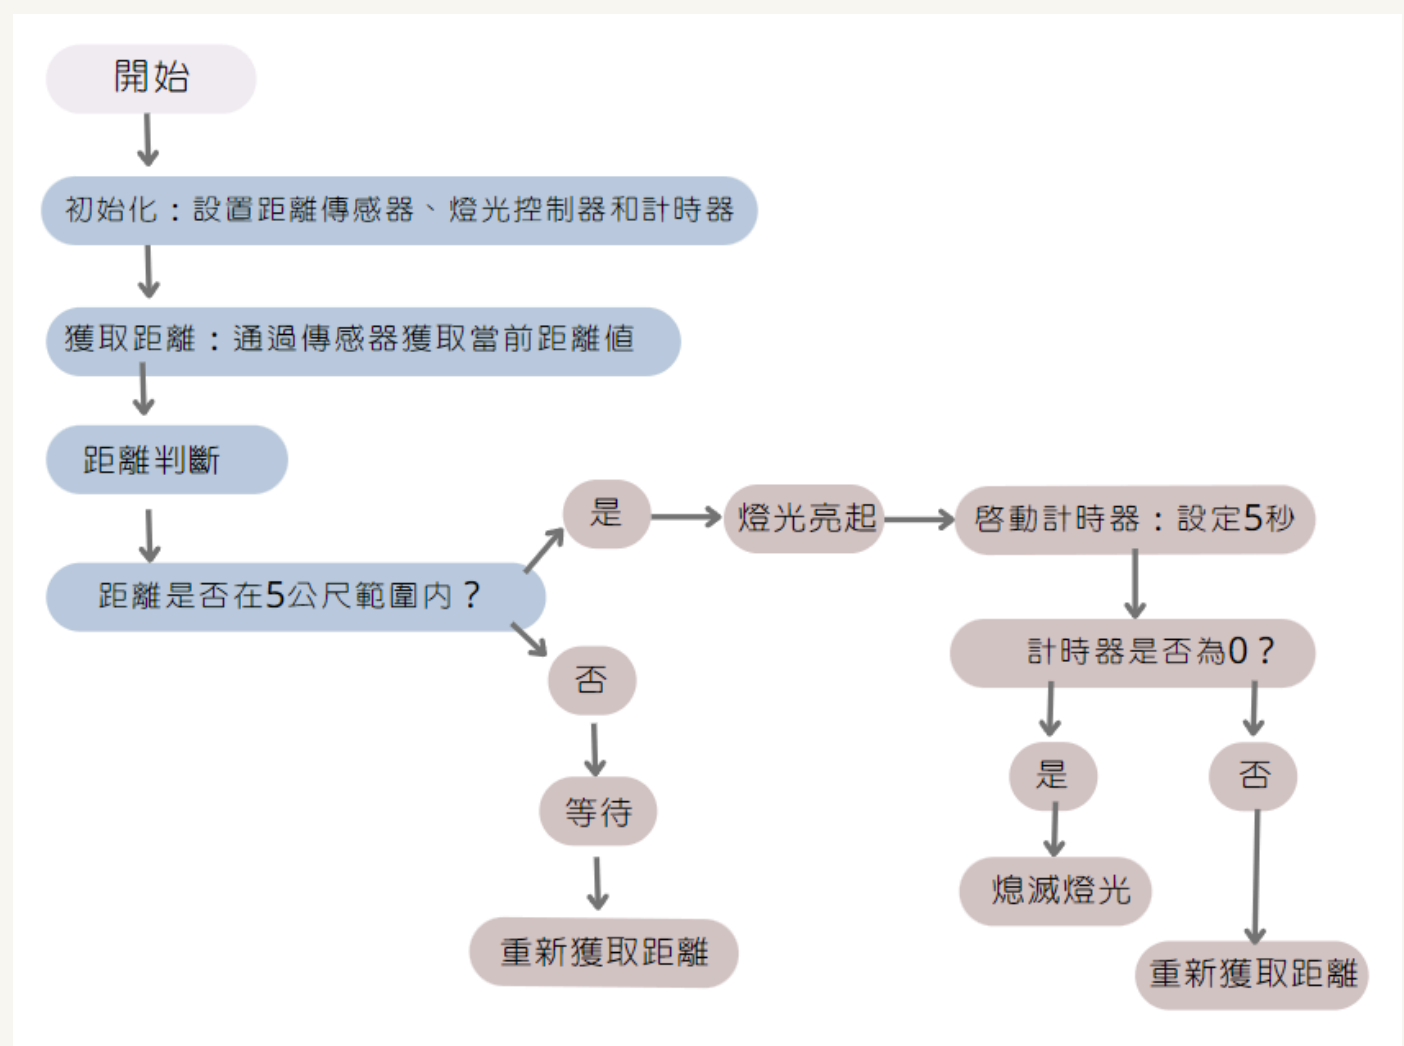 開始
初始化：設置距離傳感器、燈光控制器和計時器
獲取距離：通過傳感器獲取當前距離值
距離判斷
距離是否在5公尺範圍内？
是
燈光亮起
啓動計時器：設定5秒
否
等待
重新獲取距離
計時器是否為0？
是
熄滅燈光
否
重新獲取距離